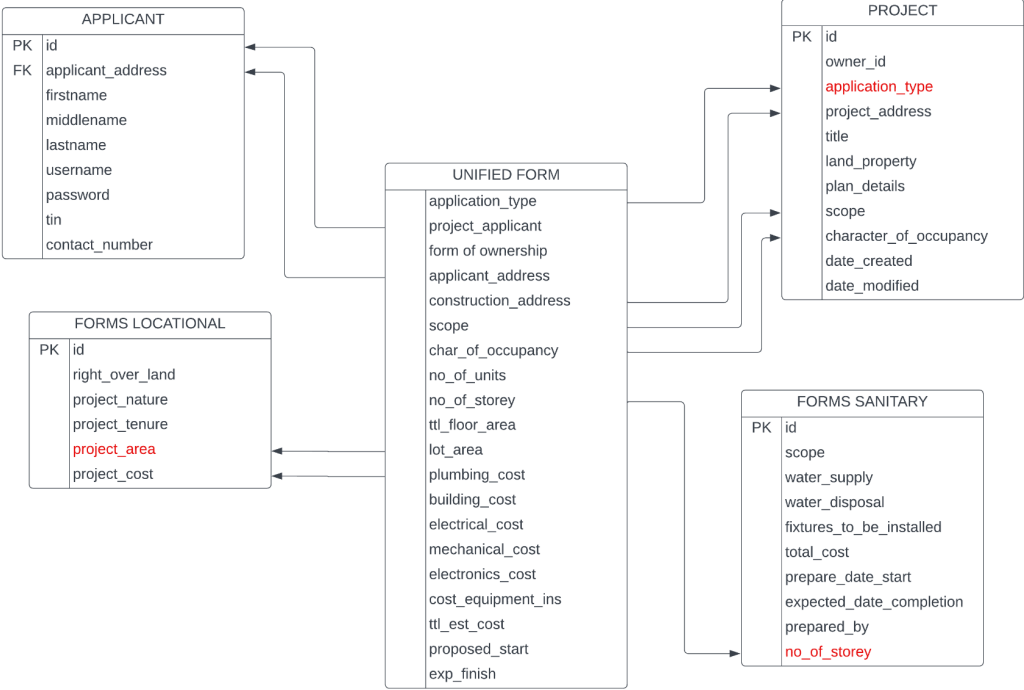 APPLICANT
PK id
FK applicant_address
firstname
middlename
lastname
username
password
tin
contact_number
PROJECT
PK id
owner_id
application_type
project_address
title
land_property
plan_details
scope
character_of_occupancy
date_created
date_modified
UNIFIED FORM
application_type
project_applicant
form of ownership
applicant_address
construction_address
scope
char_of_occupancy
no_of_units
no_of_storey
ttl_floor_area
lot_area
plumbing_cost
building_cost
electrical_cost
mechanical_cost
electronics_cost
cost_equipment_ins
ttl_est_cost
proposed_start
exp_finish
FORMS LOCATIONAL
PK id
right_over_land
project_nature
project_tenure
project_area
project_cost
FORMS SANITARY
PK id
scope
water_supply
water_disposal
fixtures_to_be_installed
total_cost
prepare_date_start
expected_date_completion
prepared_by
no_of_storey